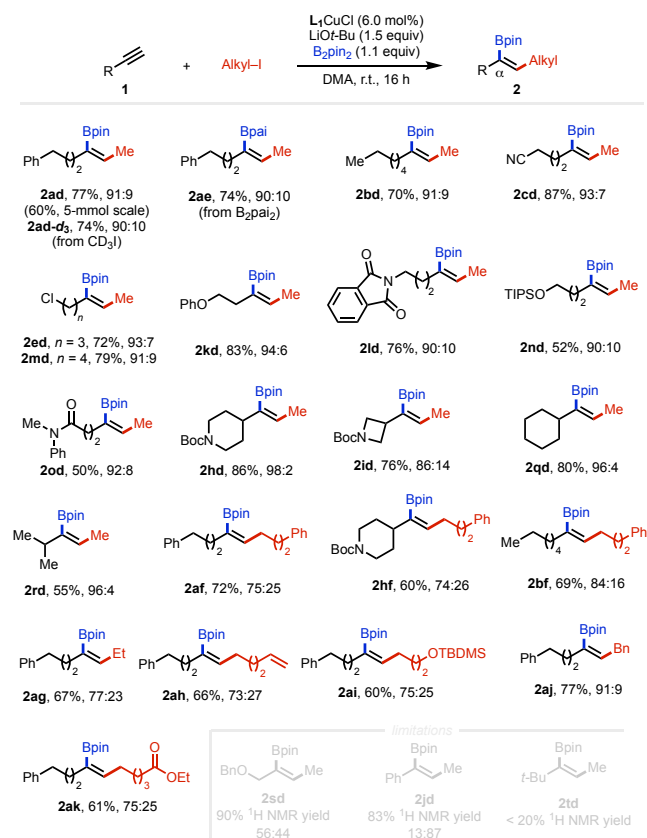 L1CuCl (6.0 mol%)
LiOt-Bu (1.5 equiv)
B2pin2 (1.1 equiv)
DMA, r.t., 16 h
R
1
+
Alkyl–I
Bpin
R
α
Alkyl
2
Bpin
Ph
( )2
Me
2ad, 77%, 91:9
(60%, 5-mmol scale)
2ad-d3, 74%, 90:10
(from CD3I)
Bpai
Ph
( )2
Me
2ae, 74%, 90:10
(from B2pai2)
Bpin
Me
( )4
Me
2bd, 70%, 91:9
Bpin
NC
( )2
Me
2cd, 87%, 93:7
Bpin
Cl
( )n
Me
2ed, n = 3, 72%, 93:7
2md, n = 4, 79%, 91:9
Bpin
PhO
Me
2kd, 83%, 94:6
O
N
O
( )2
Bpin
Me
2ld, 76%, 90:10
Bpin
TIPSO
( )2
Me
2nd, 52%, 90:10
O
Me
N
Ph
( )2
Bpin
Me
2od, 50%, 92:8
Bpin
Me
BocN
2hd, 86%, 98:2
Bpin
Me
BocN
2id, 76%, 86:14
Bpin
Me
2qd, 80%, 96:4
Bpin
Me
Me
Me
2rd, 55%, 96:4
Bpin
Ph
( )2
( )2
Ph
2af, 72%, 75:25
Bpin
( )2
Ph
BocN
2hf, 60%, 74:26
Bpin
Me
( )4
( )2
Ph
2bf, 69%, 84:16
Bpin
Ph
( )2
Et
2ag, 67%, 77:23
Bpin
Ph
( )2
( )2
2ah, 66%, 73:27
Bpin
Ph
( )2
( )2
OTBDMS
2ai, 60%, 75:25
Bpin
Ph
( )2
Bn
2aj, 77%, 91:9
Bpin
Ph
( )2
( )3
O
OEt
2ak, 61%, 75:25
limitations
Bpin
BnO
Me
2sd
90% 1H NMR yield
56:44
Bpin
Ph
Me
2jd
83% 1H NMR yield
13:87
Bpin
t-Bu
Me
2td
< 20% 1H NMR yield